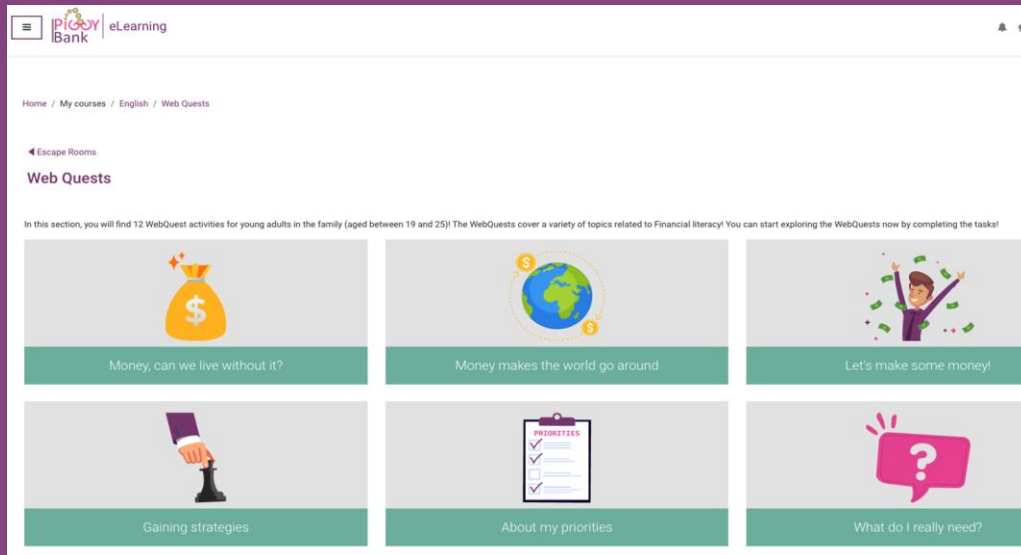 PiGGY
Bank
eLearning
Home / My courses / English / Web Quests
◀ Escape Rooms
Web Quests
In this section, you will find 12 WebQuest activities for young adults in the family (aged between 19 and 25)! The WebQuests cover a variety of topics related to Financial literacy! You can start exploring the WebQuests now by completing the tasks!
$
$
$
Money, can we live without it?
Money makes the world go around
Let's make some money!
PRIORITIES
?
Gaining strategies
About my priorities
What do I really need?